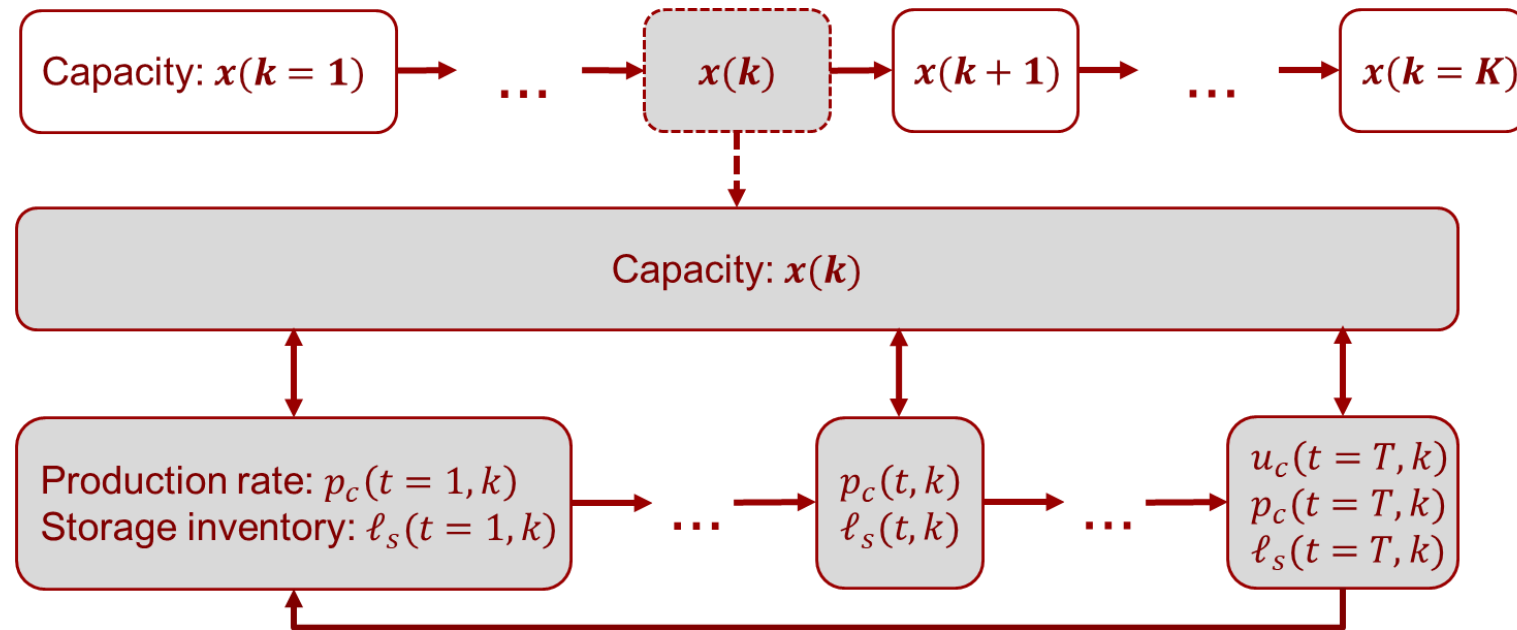 Capacity: x(k = 1)
...
x(k)
x(k + 1)
...
x(k = K)
Capacity: x(k)
Production rate: p_c(t = 1, k)
Storage inventory: ℓ_s(t = 1, k)
...
p_c(t, k)
ℓ_s(t, k)
...
u_c(t = T, k)
p_c(t = T, k)
ℓ_s(t = T, k)